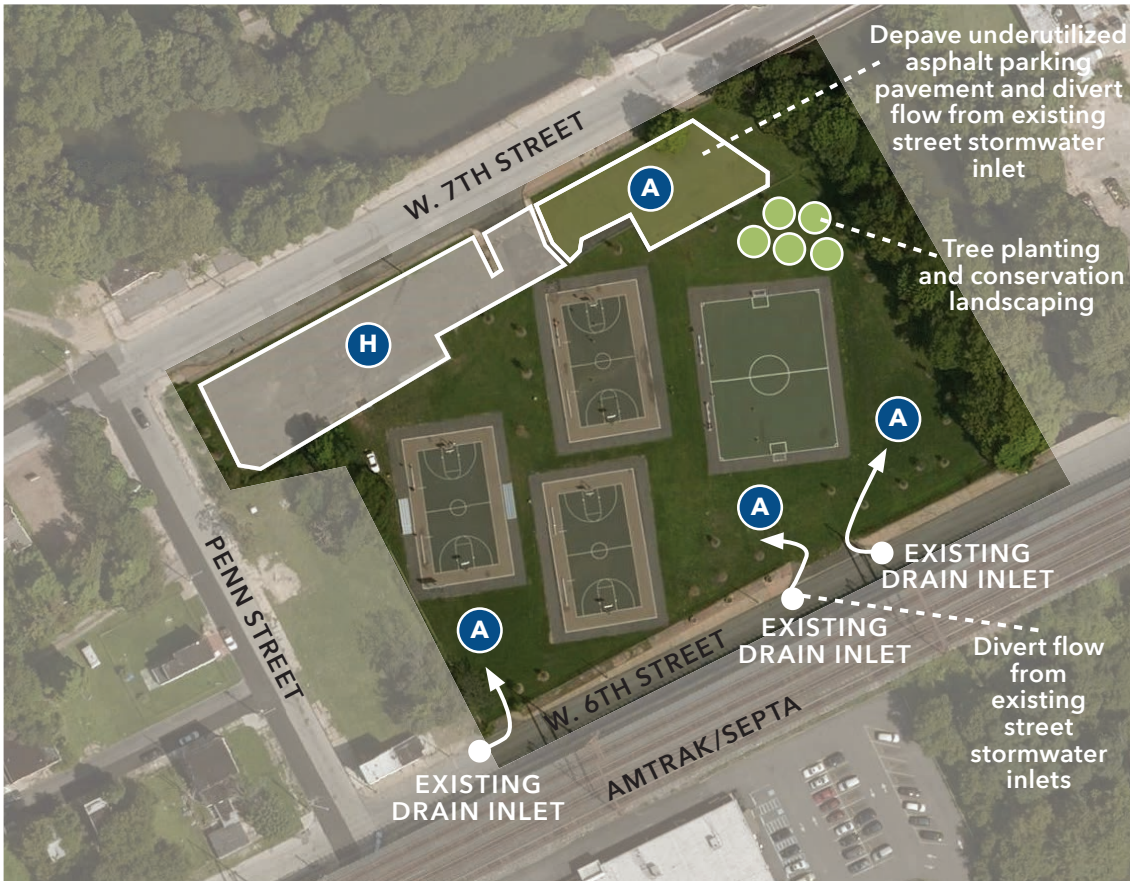 Depave underutilized
asphalt parking
pavement and divert
flow from existing
street stormwater
inlet
W. 7TH STREET
A
Tree planting
and conservation
landscaping
H
A
A
EXISTING
DRAIN INLET
PENN STREET
A
EXISTING
DRAIN INLET
W. 6TH STREET
Divert flow
from
existing
street
stormwater
inlets
AMTRAK/SEPTA
EXISTING
DRAIN INLET